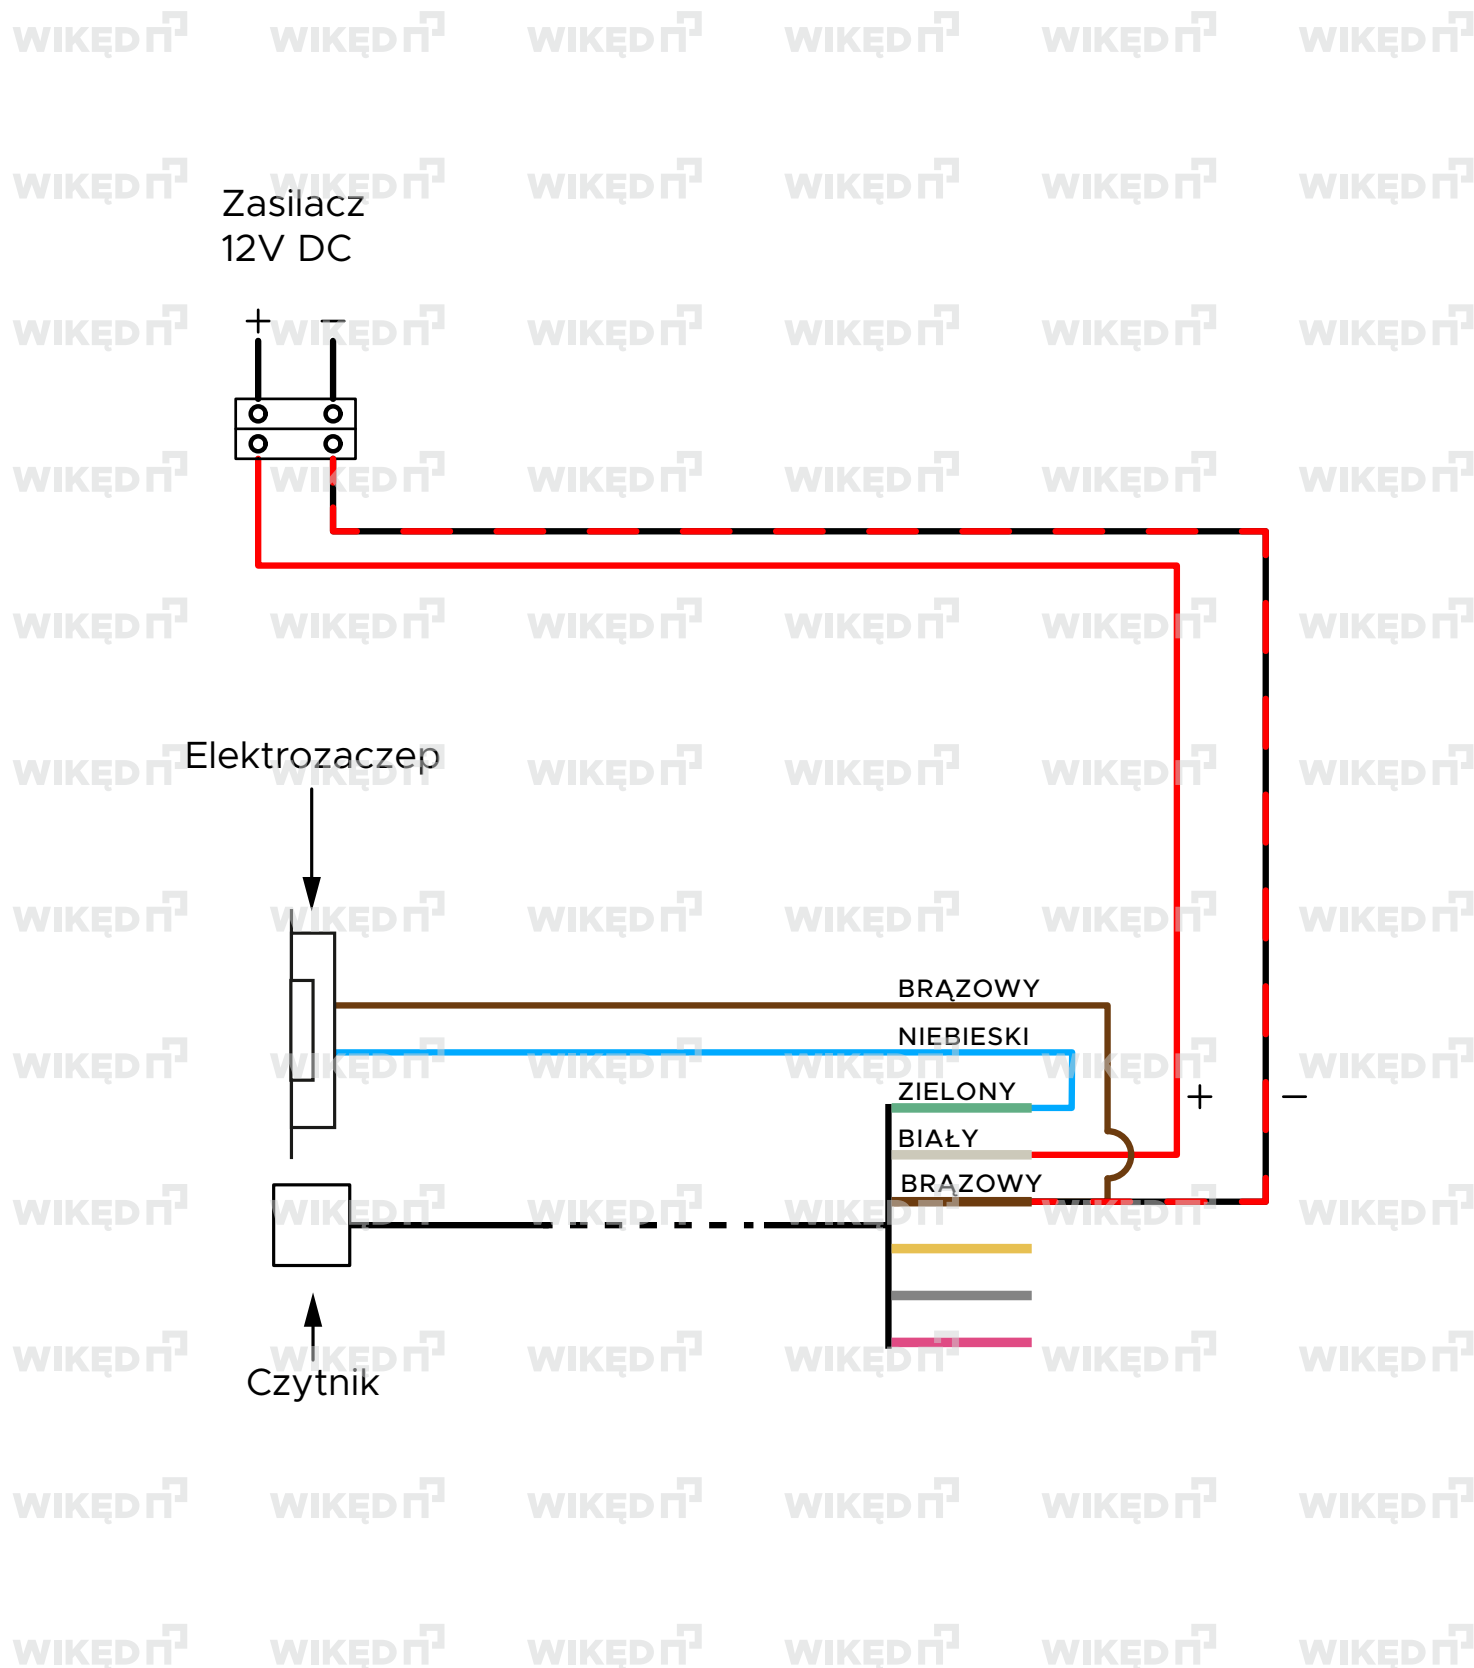 Zasilacz
12V DC
+ −
Elektrozaczep
BRĄZOWY
NIEBIESKI
ZIELONY
+ −
BIAŁY
BRĄZOWY
Czytnik
WIKĘD